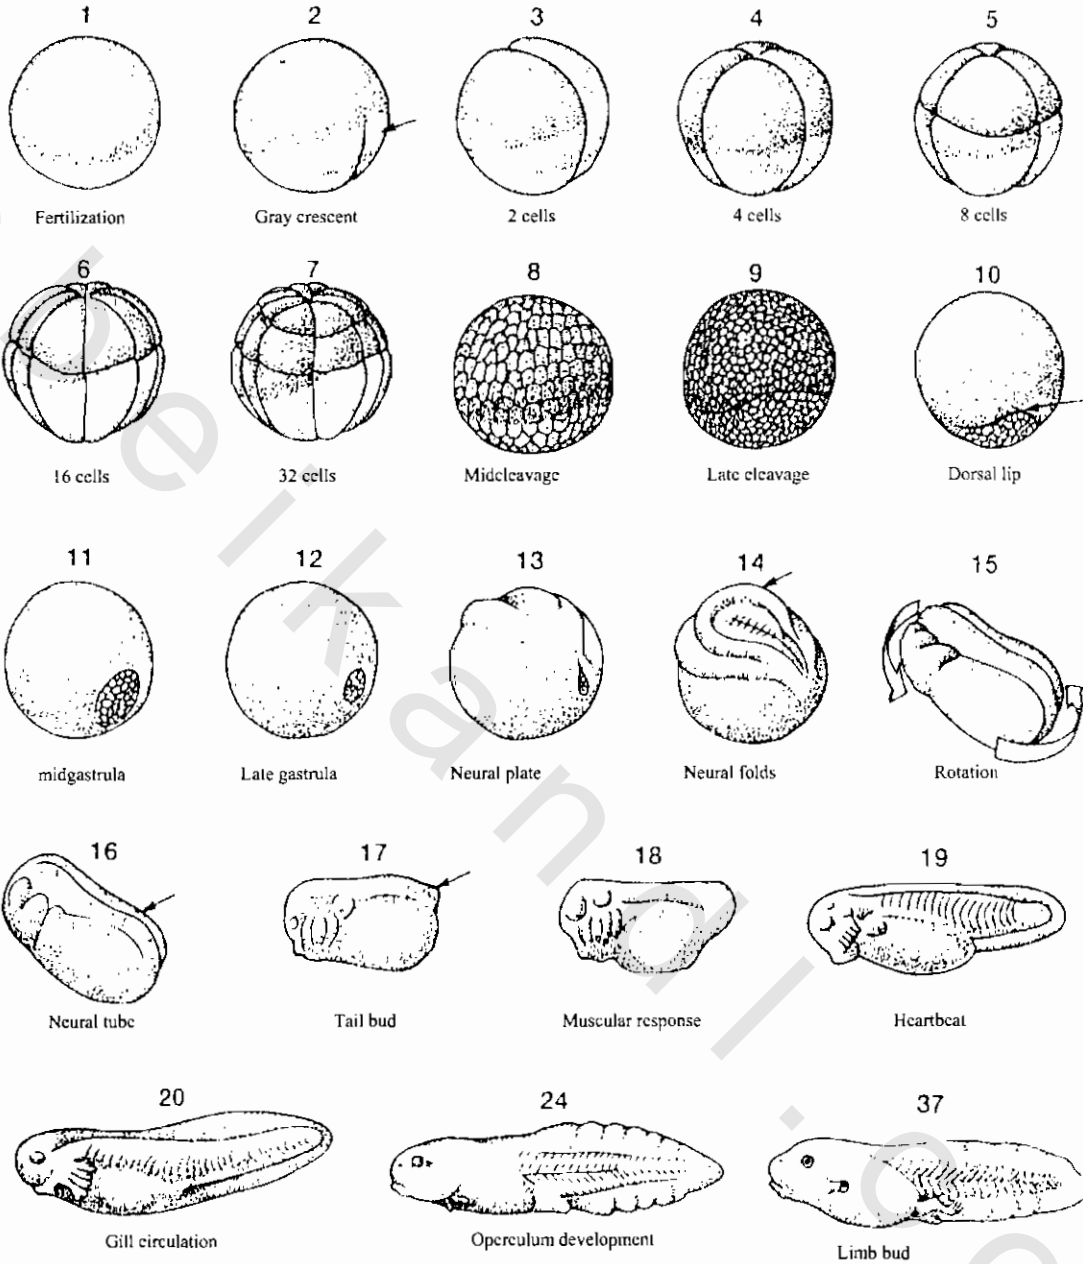 1 2 3 4 5
Fertilization Gray crescent 2 cells 4 cells 8 cells
6 7 8 9 10
16 cells 32 cells Midcleavage Late cleavage Dorsal lip
11 12 13 14 15
midgastrula Late gastrula Neural plate Neural folds Rotation
16 17 18 19
Neural tube Tail bud Muscular response Heartbeat
20 24 37
Gill circulation Operculum development Limb bud
peikandl.co